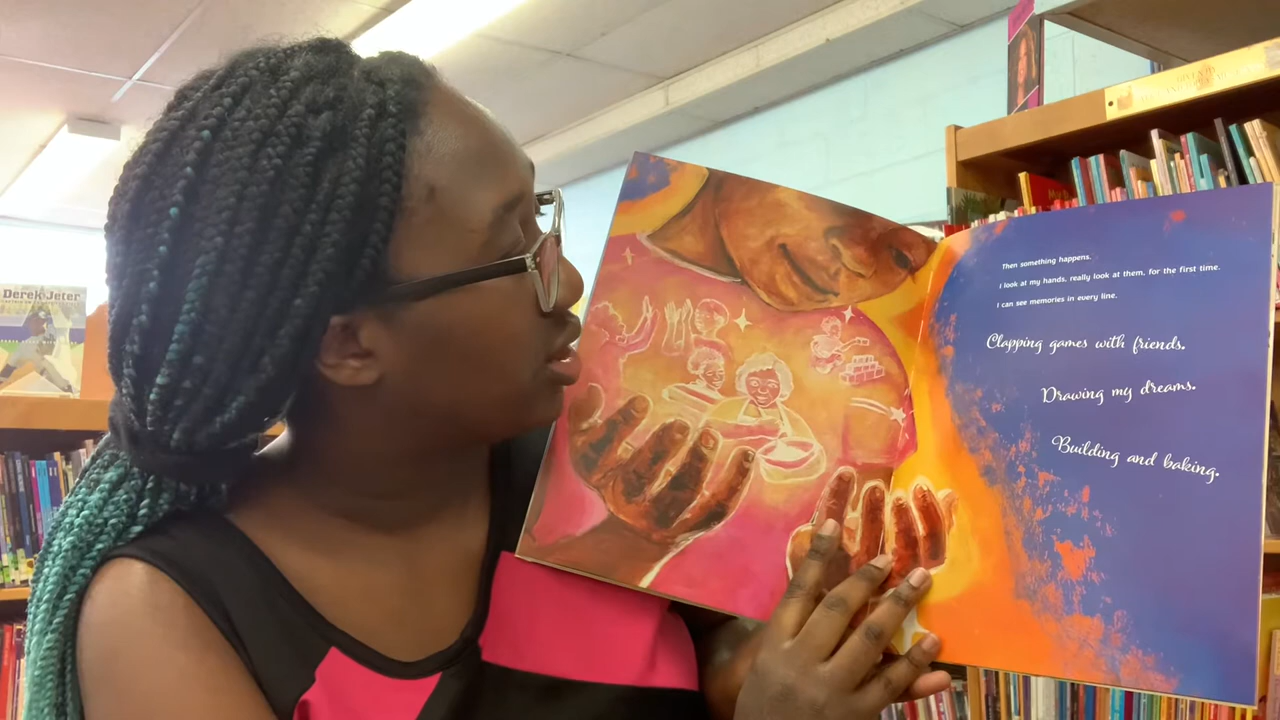 Derek Jeter
Then something happens.
I look at my hands, really look at them, for the first time.
I can see memories in every line.
Clapping games with friends.
Drawing my dreams.
Building and baking.